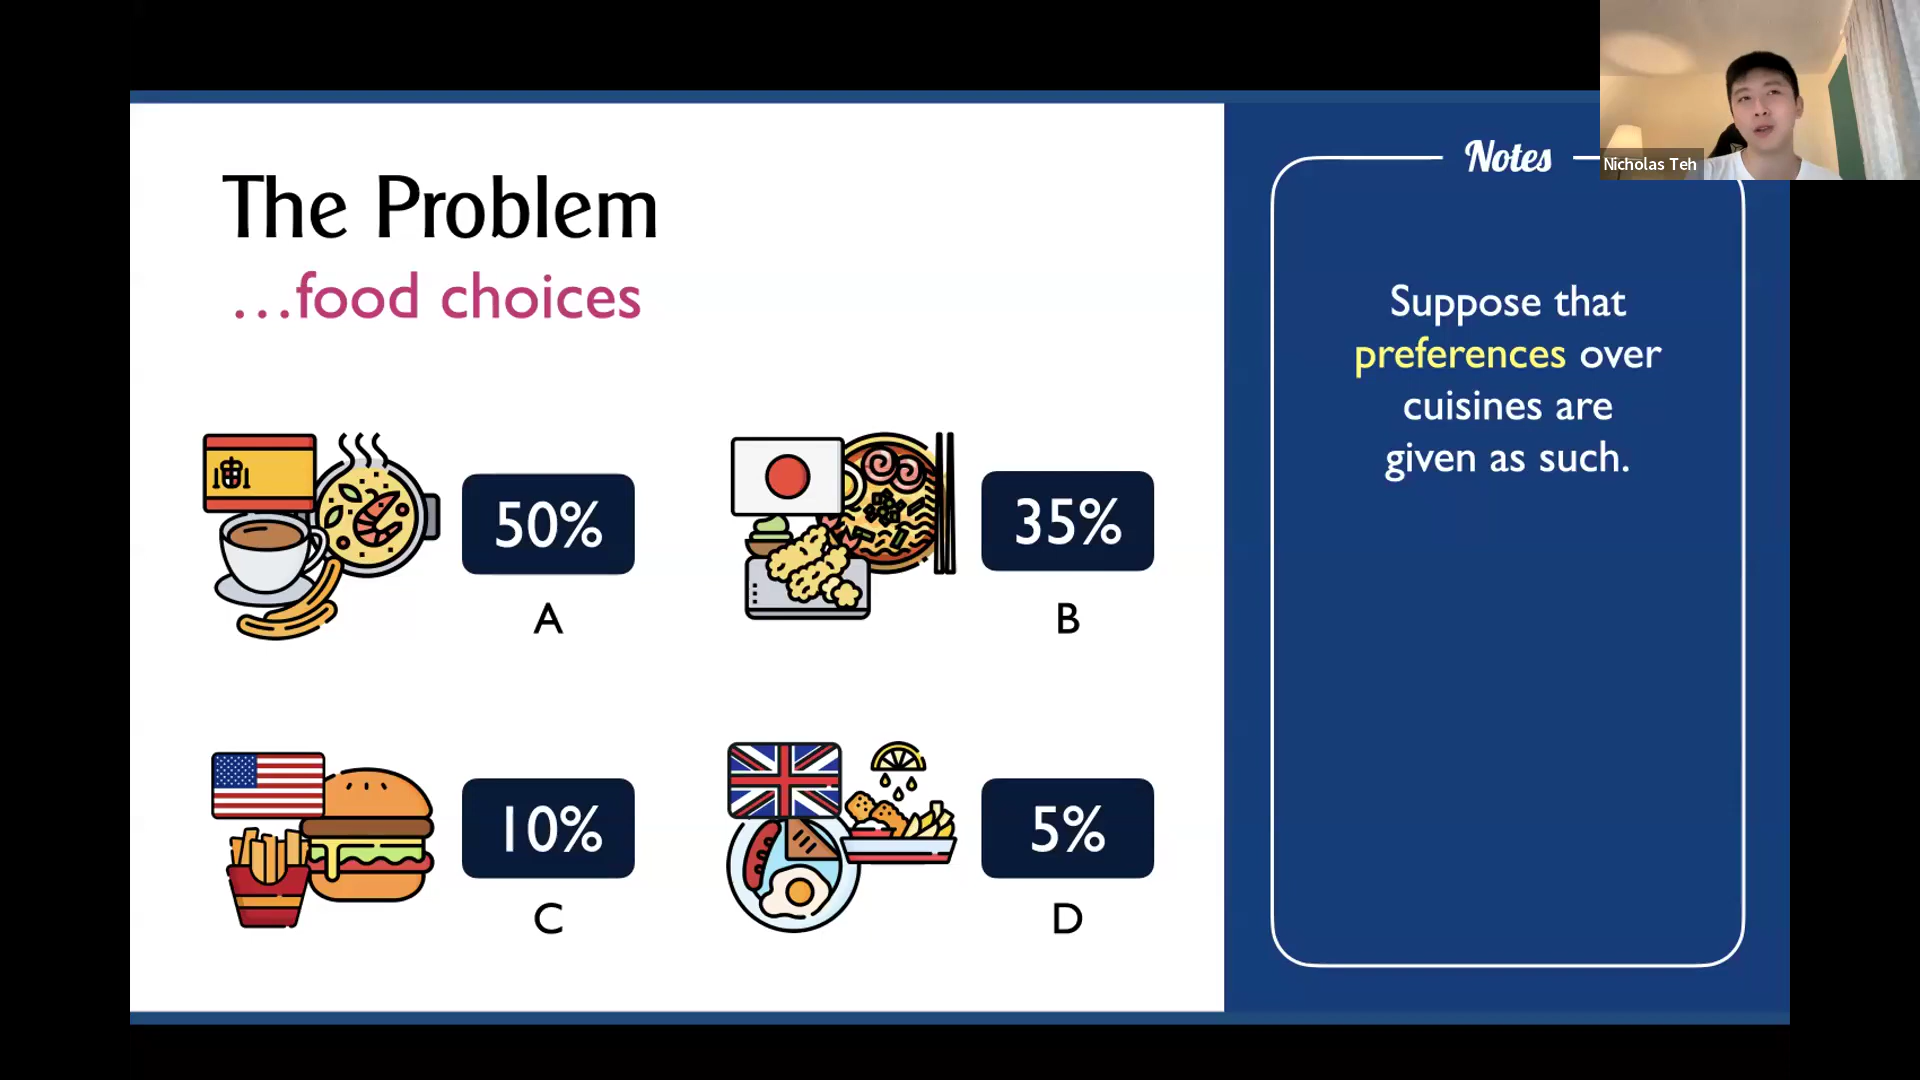 The Problem
...food choices
50%
A
35%
B
10%
C
5%
D
Notes
Suppose that
preferences over
cuisines are
given as such.
Nicholas Teh